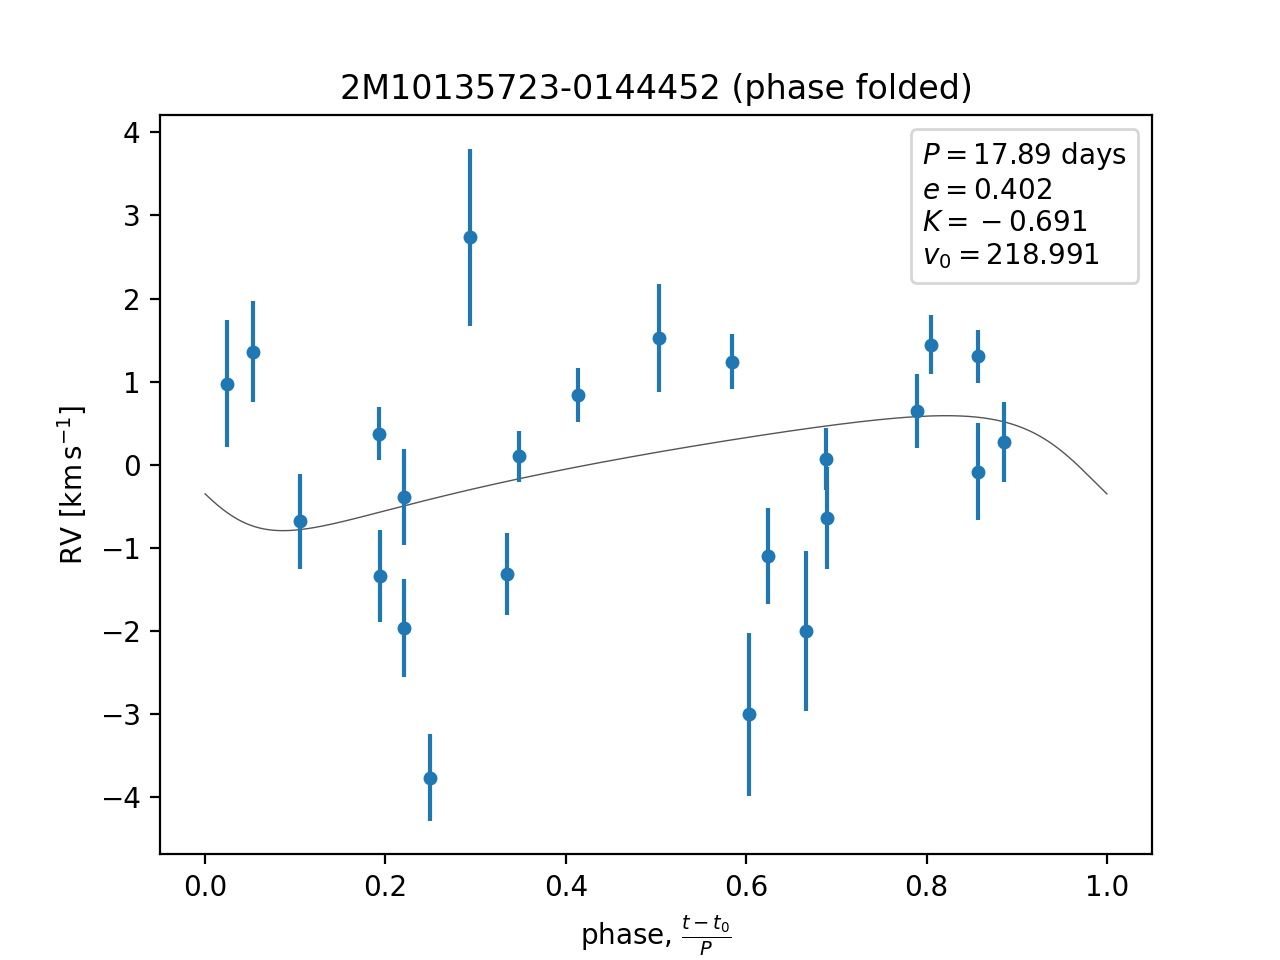 2M10135723-0144452 (phase folded)
P = 17.89 days
e = 0.402
K = −0.691
v₀ = 218.991
4
3
2
1
0
−1
−2
−3
−4
RV [km s⁻¹]
0.0 0.2 0.4 0.6 0.8 1.0
phase, (t − t₀)/P